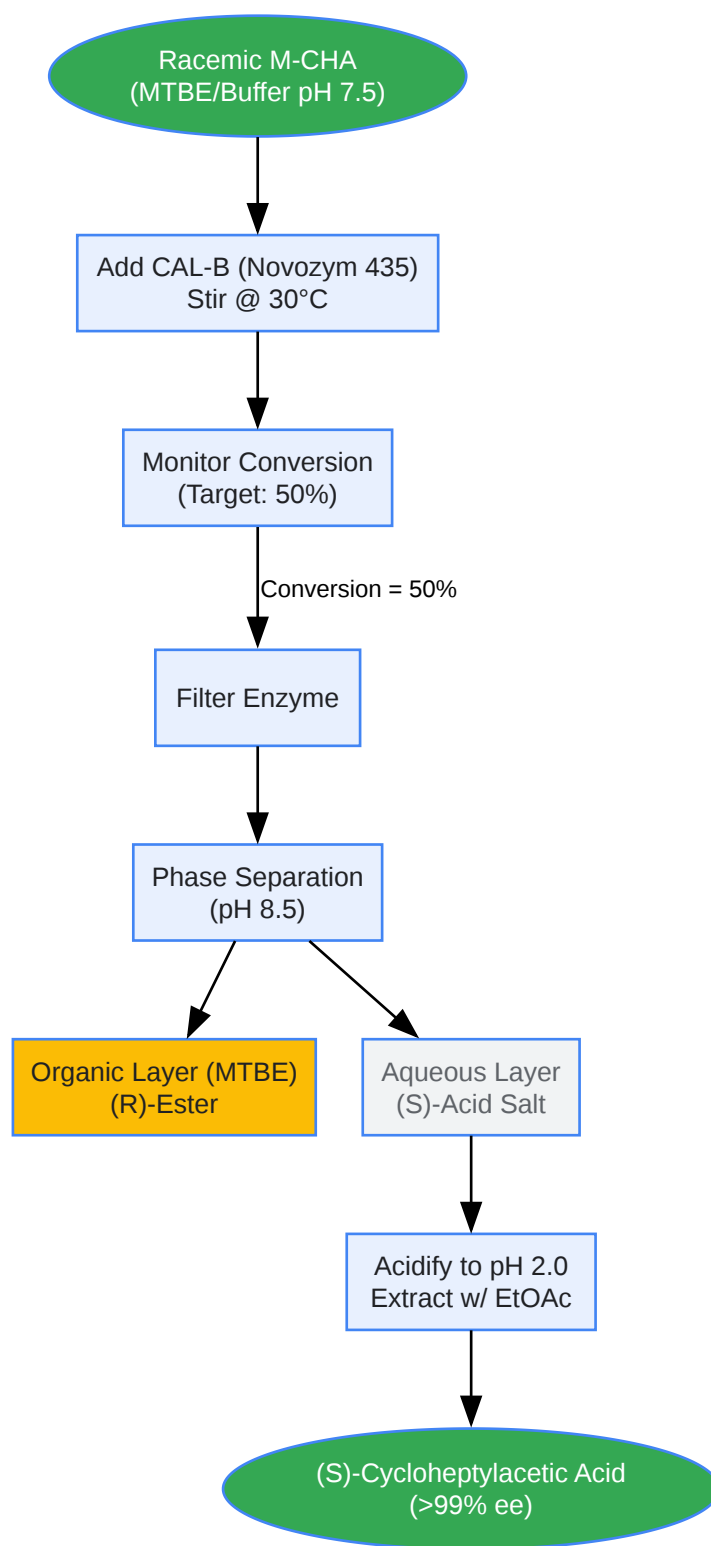 Racemic M-CHA
(MTBE/Buffer pH 7.5)
Add CAL-B (Novozym 435)
Stir @ 30°C
Monitor Conversion
(Target: 50%)
Conversion = 50%
Filter Enzyme
Phase Separation
(pH 8.5)
Organic Layer (MTBE)
(R)-Ester
Aqueous Layer
(S)-Acid Salt
Acidify to pH 2.0
Extract w/ EtOAc
(S)-Cycloheptylacetic Acid
(>99% ee)